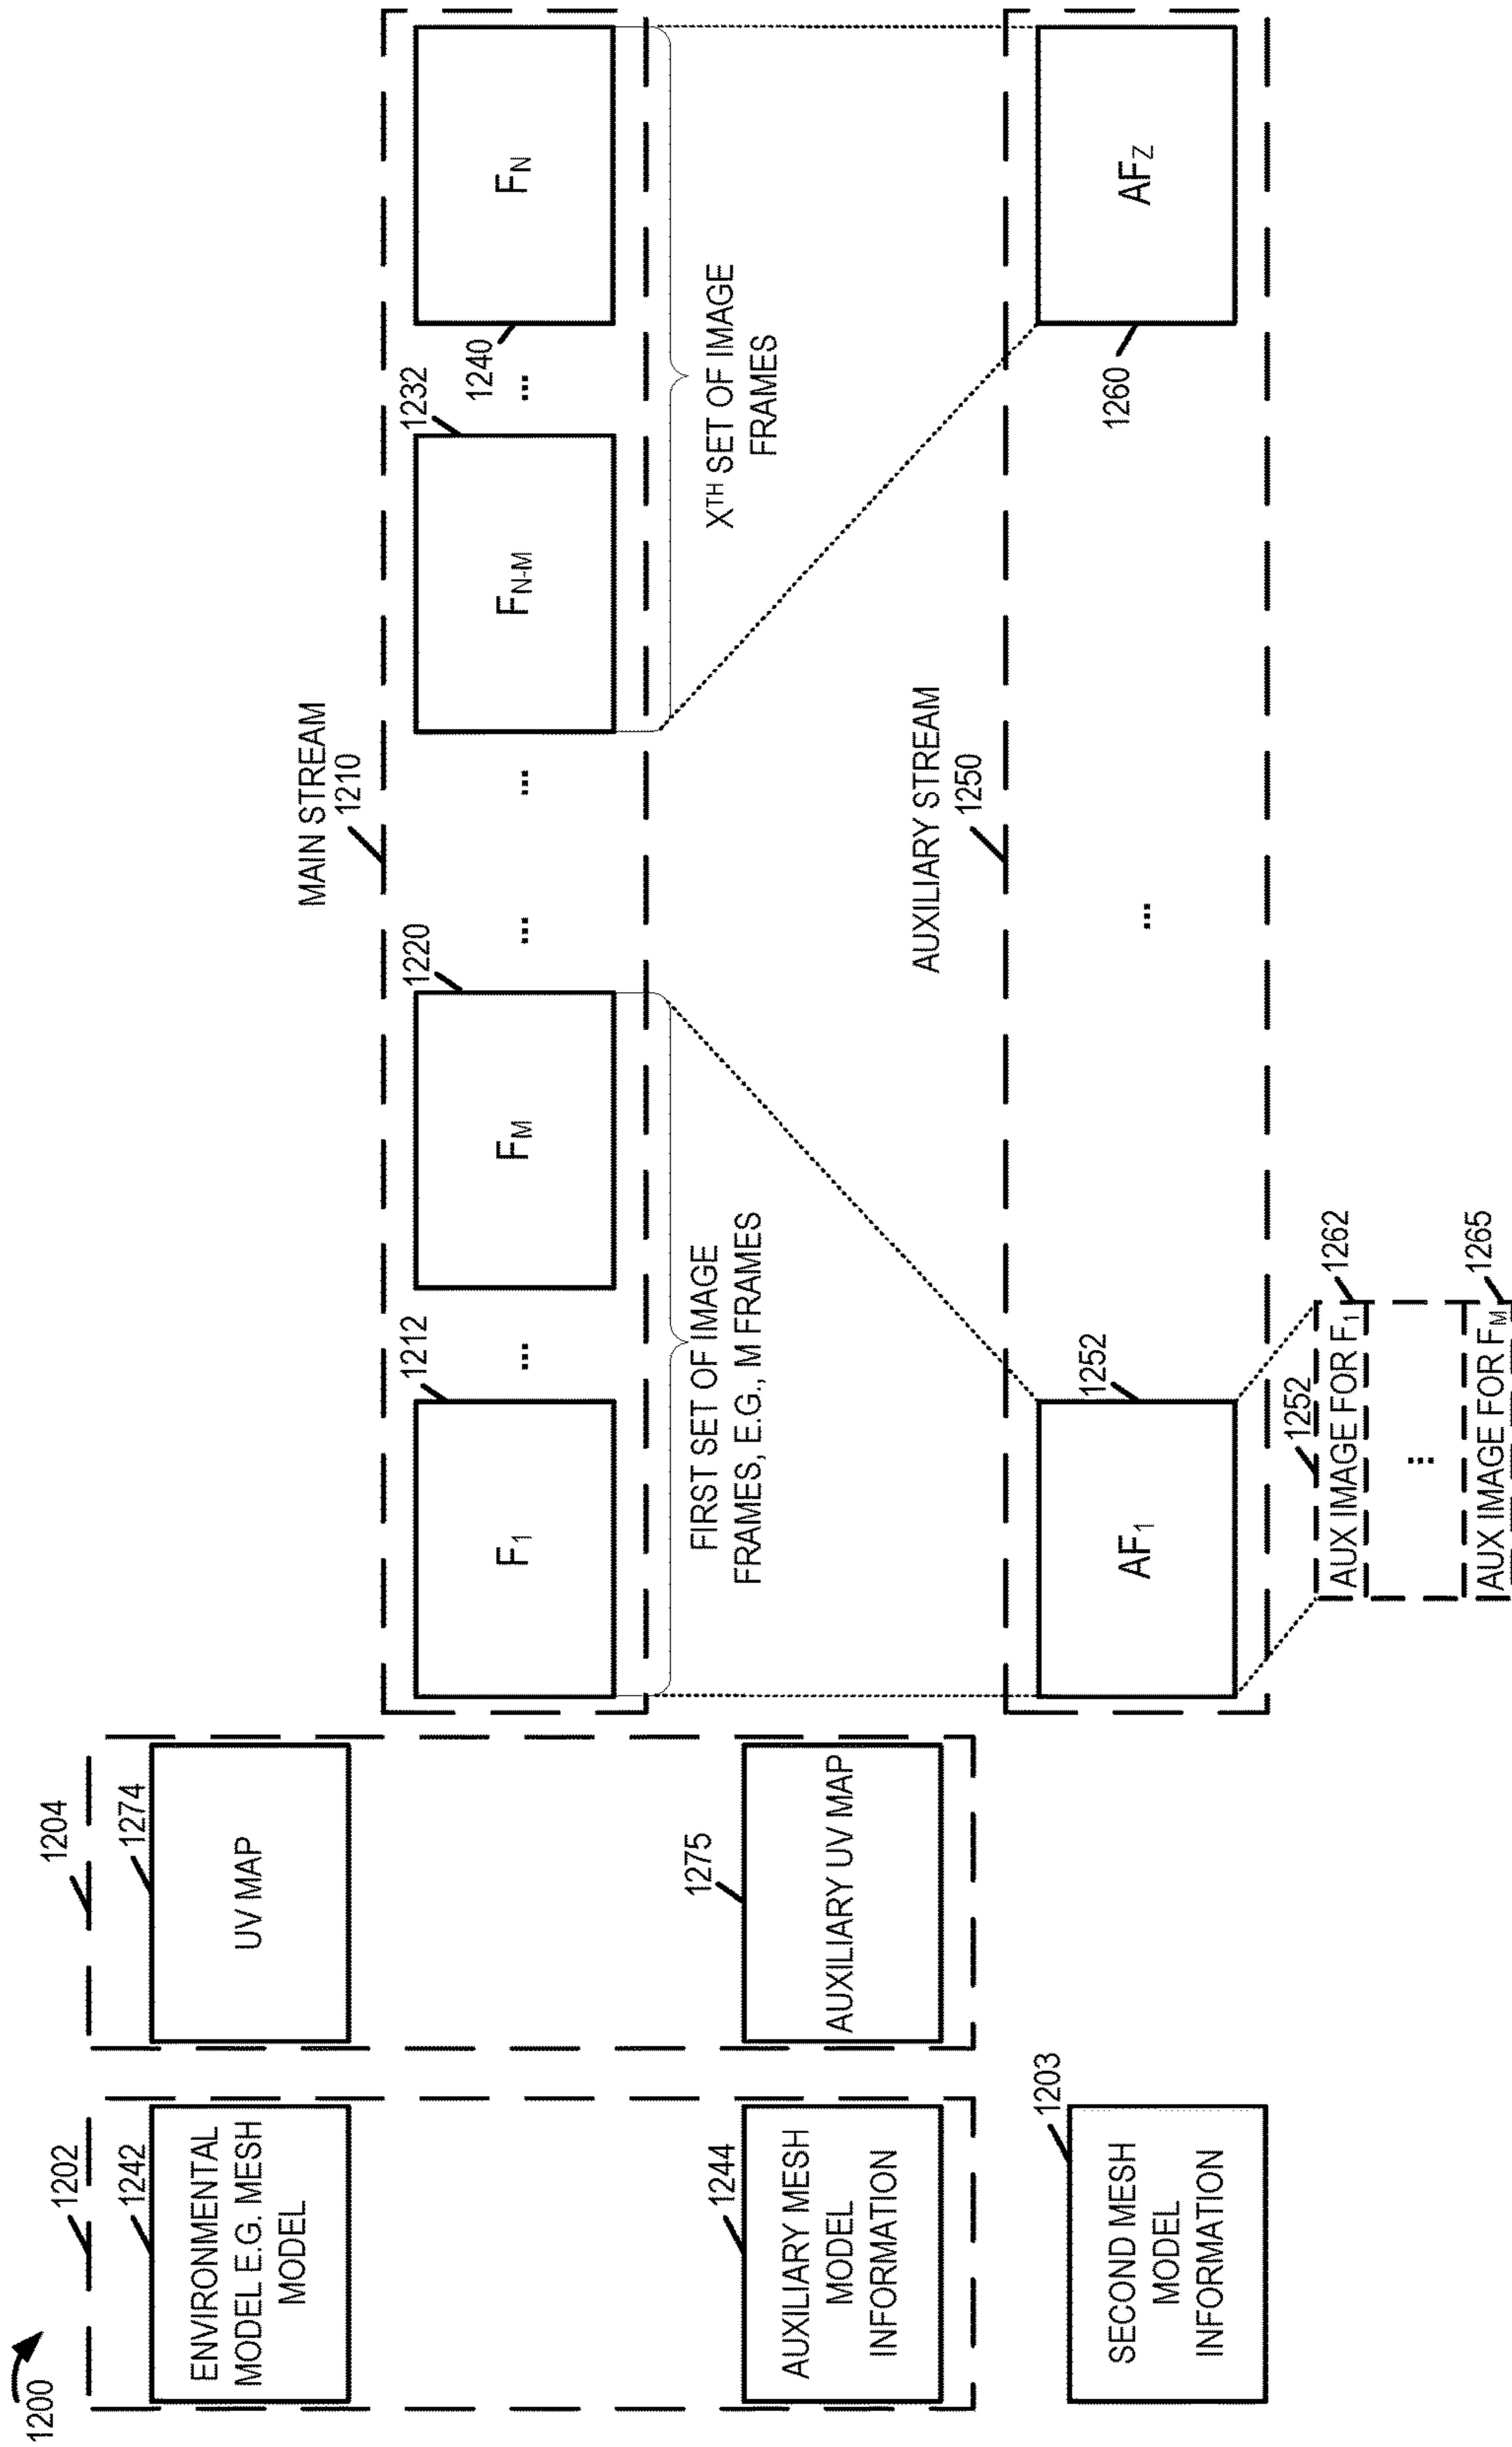 1200
1202
1242
ENVIRONMENTAL
MODEL E.G. MESH
MODEL
1244
AUXILIARY MESH
MODEL
INFORMATION
1203
SECOND MESH
MODEL
INFORMATION
1204
1274
UV MAP
1275
AUXILIARY UV MAP
MAIN STREAM
1210
1212
F1
...
1220
FM
...
...
1232
FN-M
...
1240
FN
FIRST SET OF IMAGE
FRAMES, E.G., M FRAMES
XTH SET OF IMAGE
FRAMES
AUXILIARY STREAM
1250
1252
AF1
...
1260
AFZ
1252
1262
AUX IMAGE FOR F1
...
1265
AUX IMAGE FOR FM